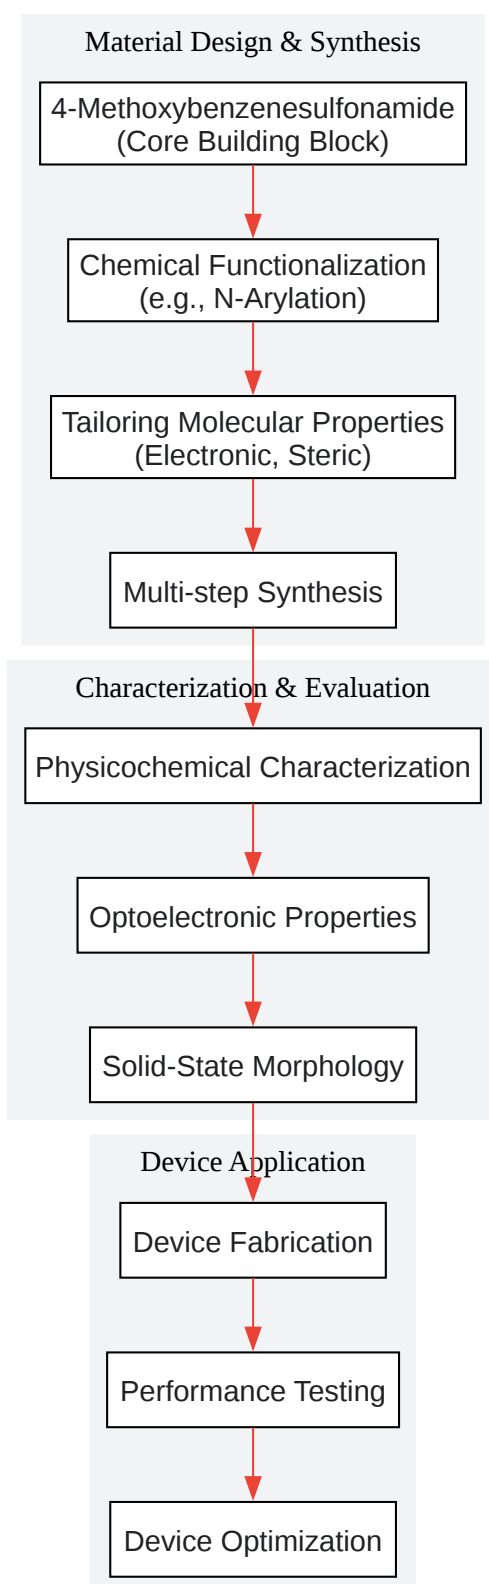 Material Design & Synthesis
4-Methoxybenzenesulfonamide
(Core Building Block)
Chemical Functionalization
(e.g., N-Arylation)
Tailoring Molecular Properties
(Electronic, Steric)
Multi-step Synthesis
Characterization & Evaluation
Physicochemical Characterization
Optoelectronic Properties
Solid-State Morphology
Device Application
Device Fabrication
Performance Testing
Device Optimization